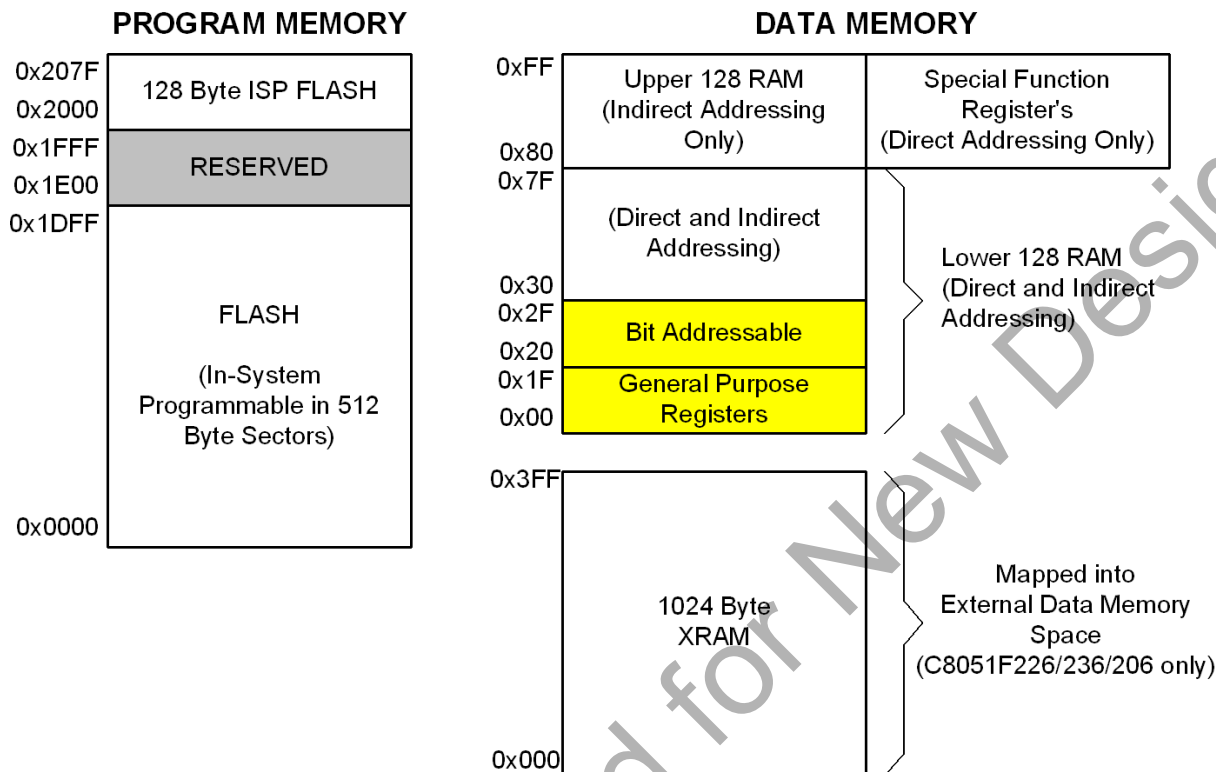 PROGRAM MEMORY
0x207F
0x2000
128 Byte ISP FLASH
0x1FFF
0x1E00
RESERVED
0x1DFF
FLASH
(In-System
Programmable in 512
Byte Sectors)
0x0000
DATA MEMORY
0xFF
Upper 128 RAM
(Indirect Addressing
Only)
0x80
Special Function
Register's
(Direct Addressing Only)
0x7F
(Direct and Indirect
Addressing)
0x30
0x2F
Bit Addressable
0x20
0x1F
General Purpose
Registers
0x00
Lower 128 RAM
(Direct and Indirect
Addressing)
0x3FF
1024 Byte
XRAM
0x000
Mapped into
External Data Memory
Space
(C8051F226/236/206 only)
for New